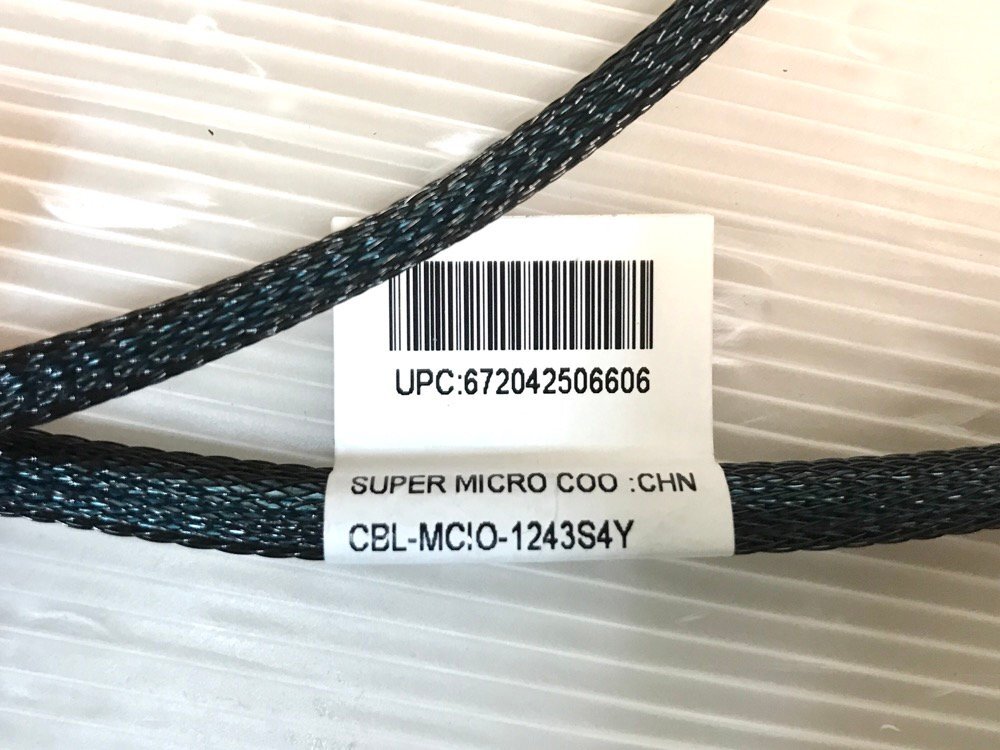 UPC:672042506606
SUPER MICRO COO :CHN
CBL-MCIO-1243S4Y